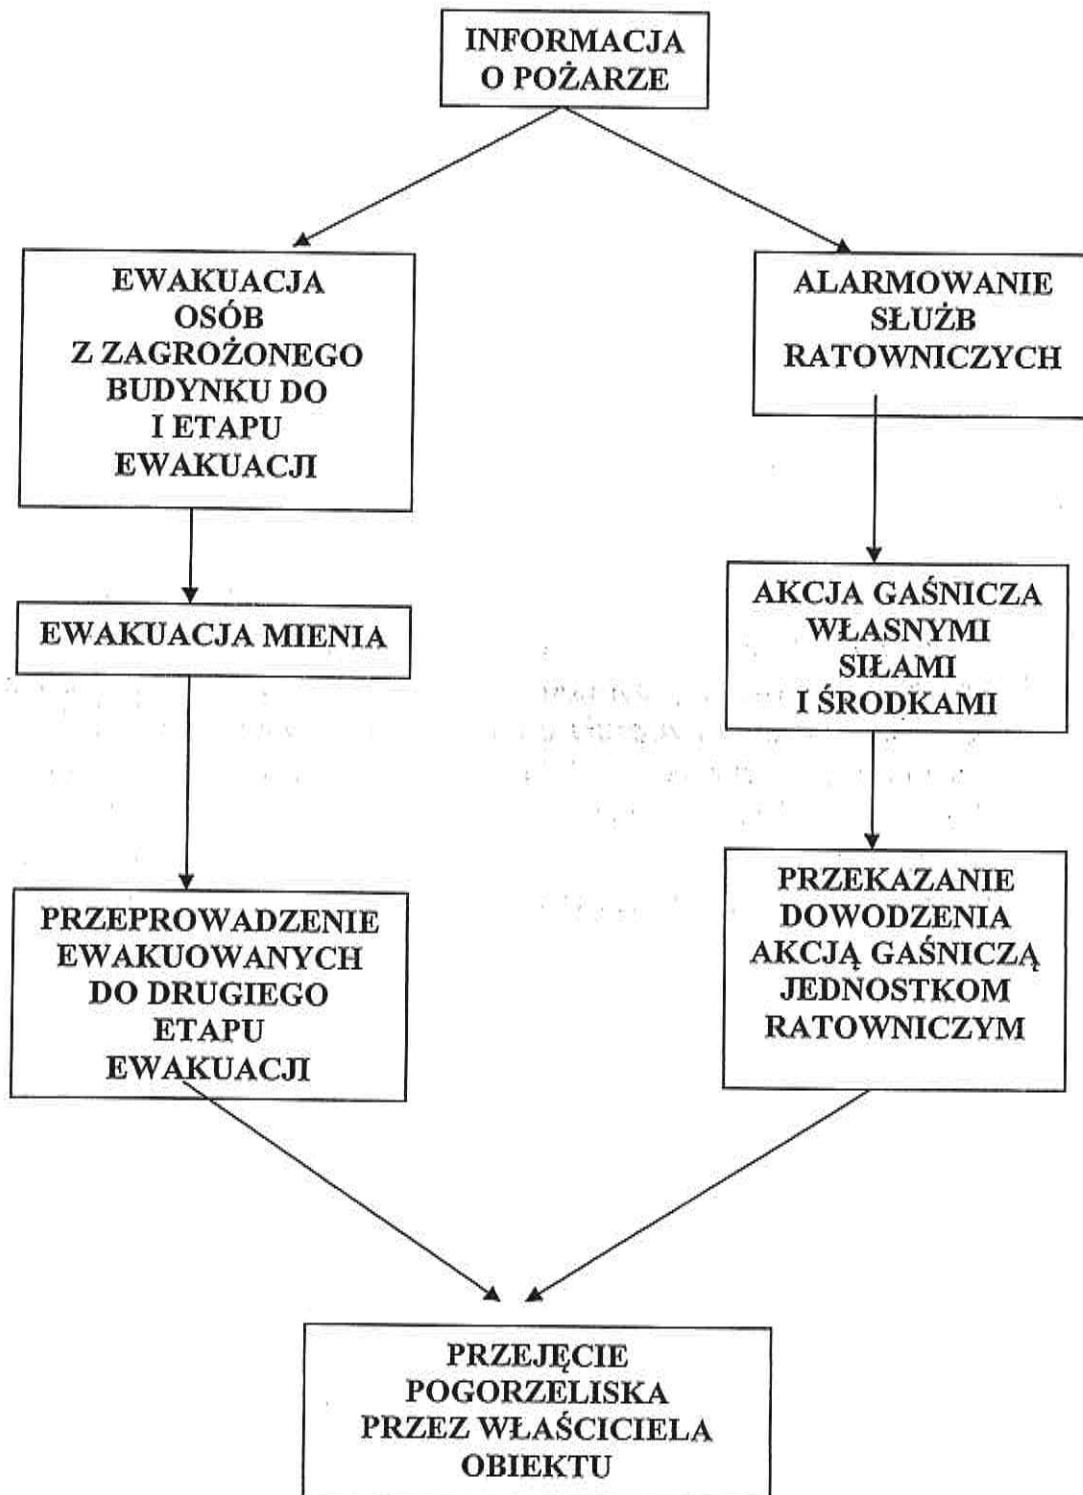 INFORMACJA
O POŻARZE
EWAKUACJA
OSÓB
Z ZAGROŻONEGO
BUDYNKU DO
I ETAPU
EWAKUACJI
ALARMOWANIE
SŁUŻB
RATOWNICZYCH
EWAKUACJA MIENIA
AKCJA GAŚNICZA
WŁASNYMI
SIŁAMI
I ŚRODKAMI
PRZEPROWADZENIE
EWAKUOWANYCH
DO DRUGIEGO
ETAPU
EWAKUACJI
PRZEKAZANIE
DOWODZENIA
AKCJĄ GAŚNICZĄ
JEDNOSTKOM
RATOWNICZYM
PRZEJĘCIE
POGORZELISKA
PRZEZ WŁAŚCICIELA
OBIEKTU